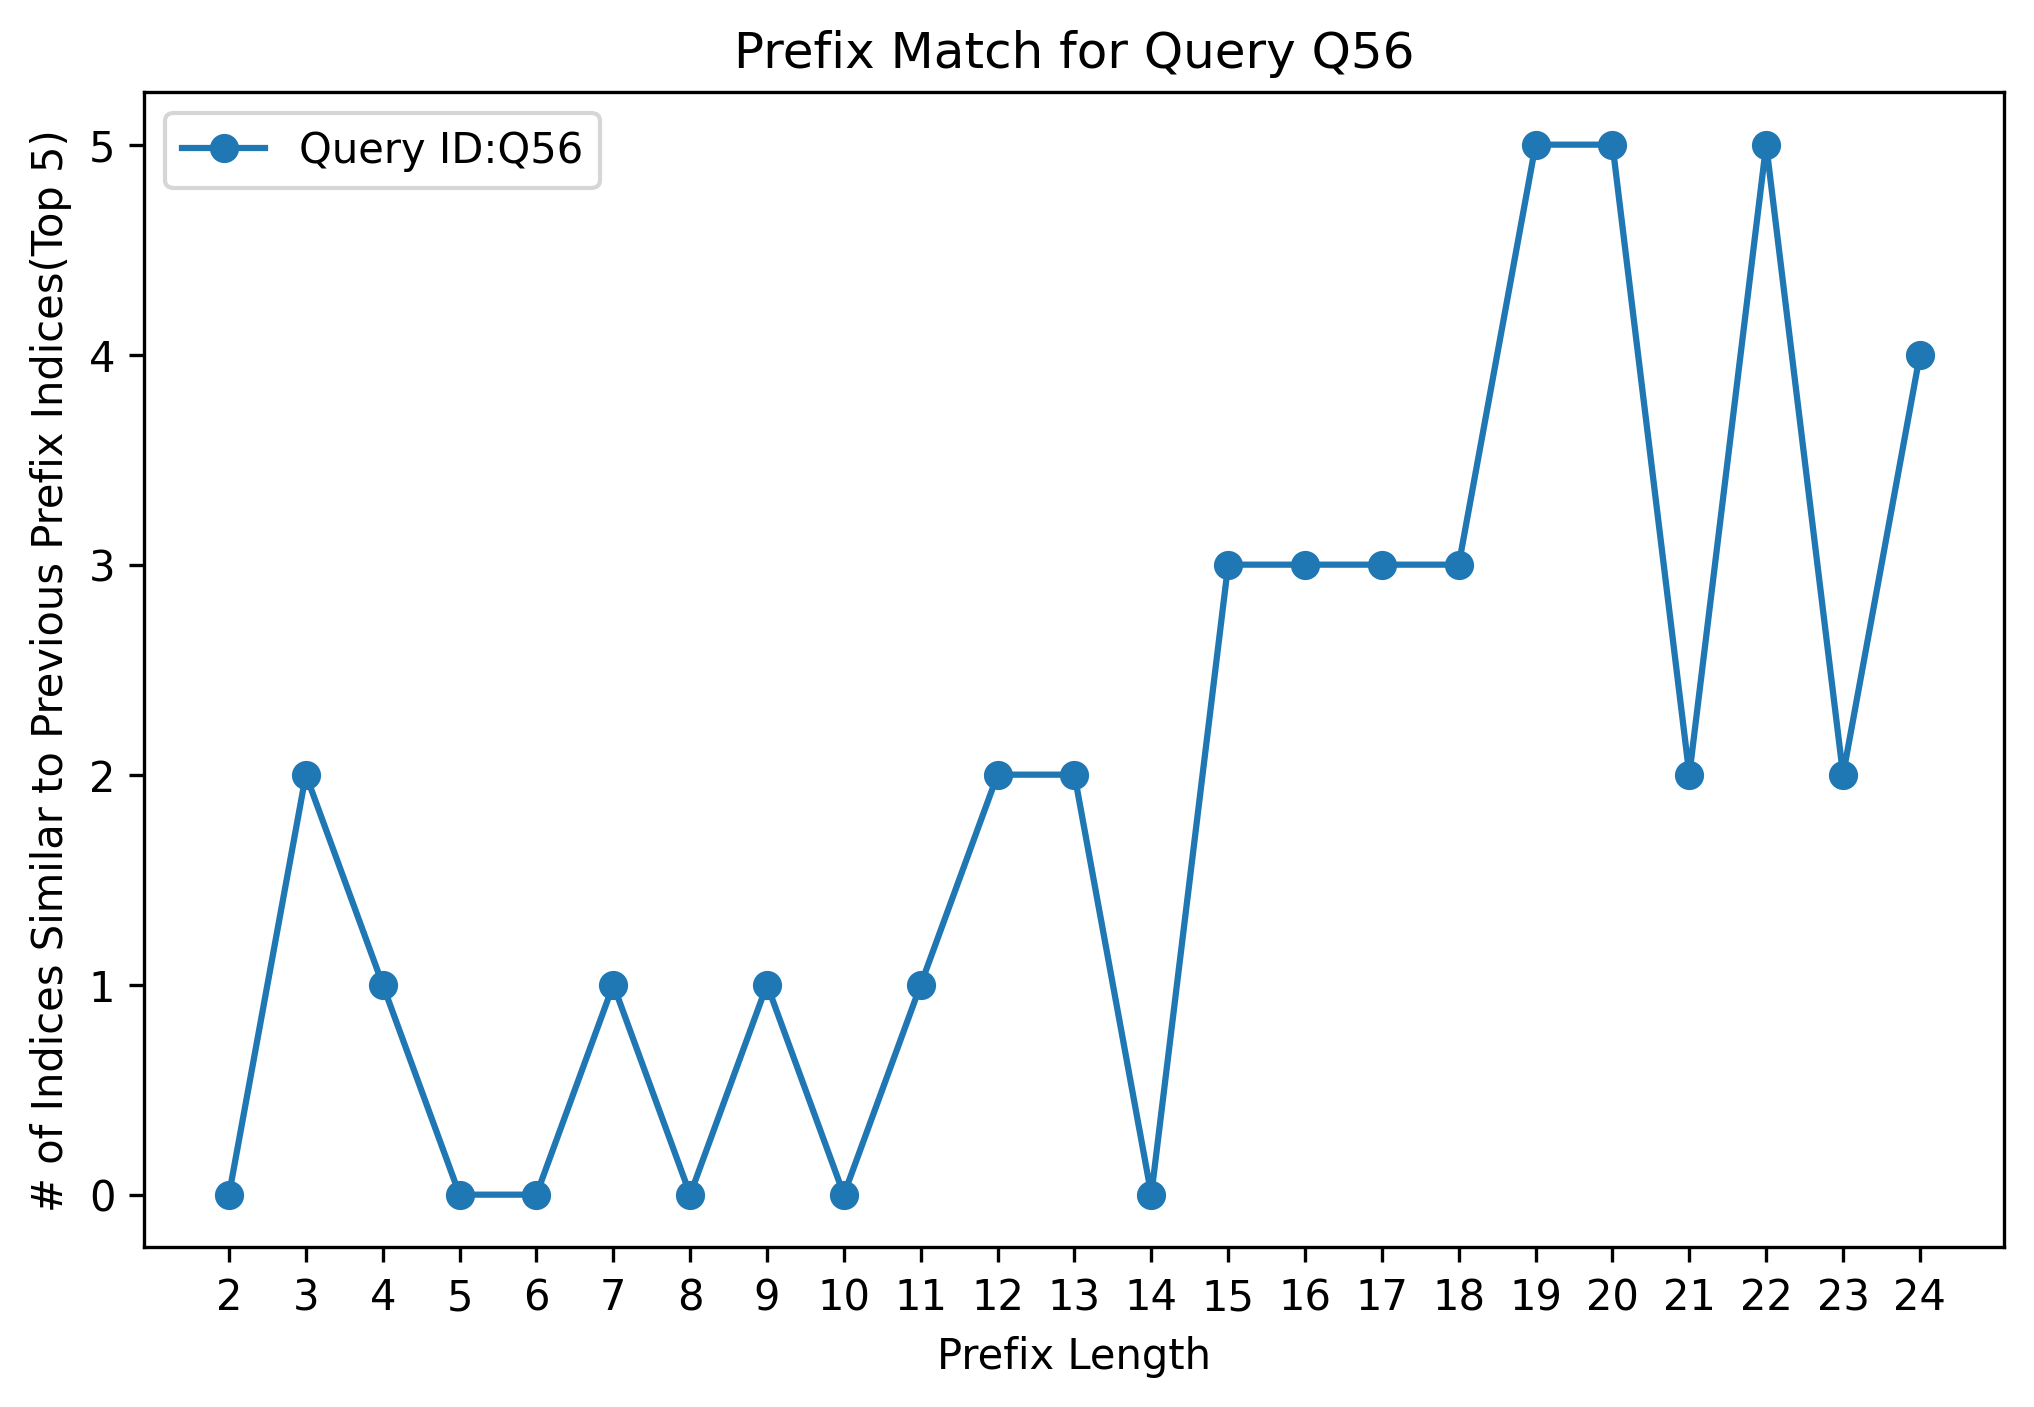 Prefix Match for Query Q56
Query ID:Q56
# of Indices Similar to Previous Prefix Indices(Top 5)
5
4
3
2
1
0
2 3 4 5 6 7 8 9 10 11 12 13 14 15 16 17 18 19 20 21 22 23 24
Prefix Length